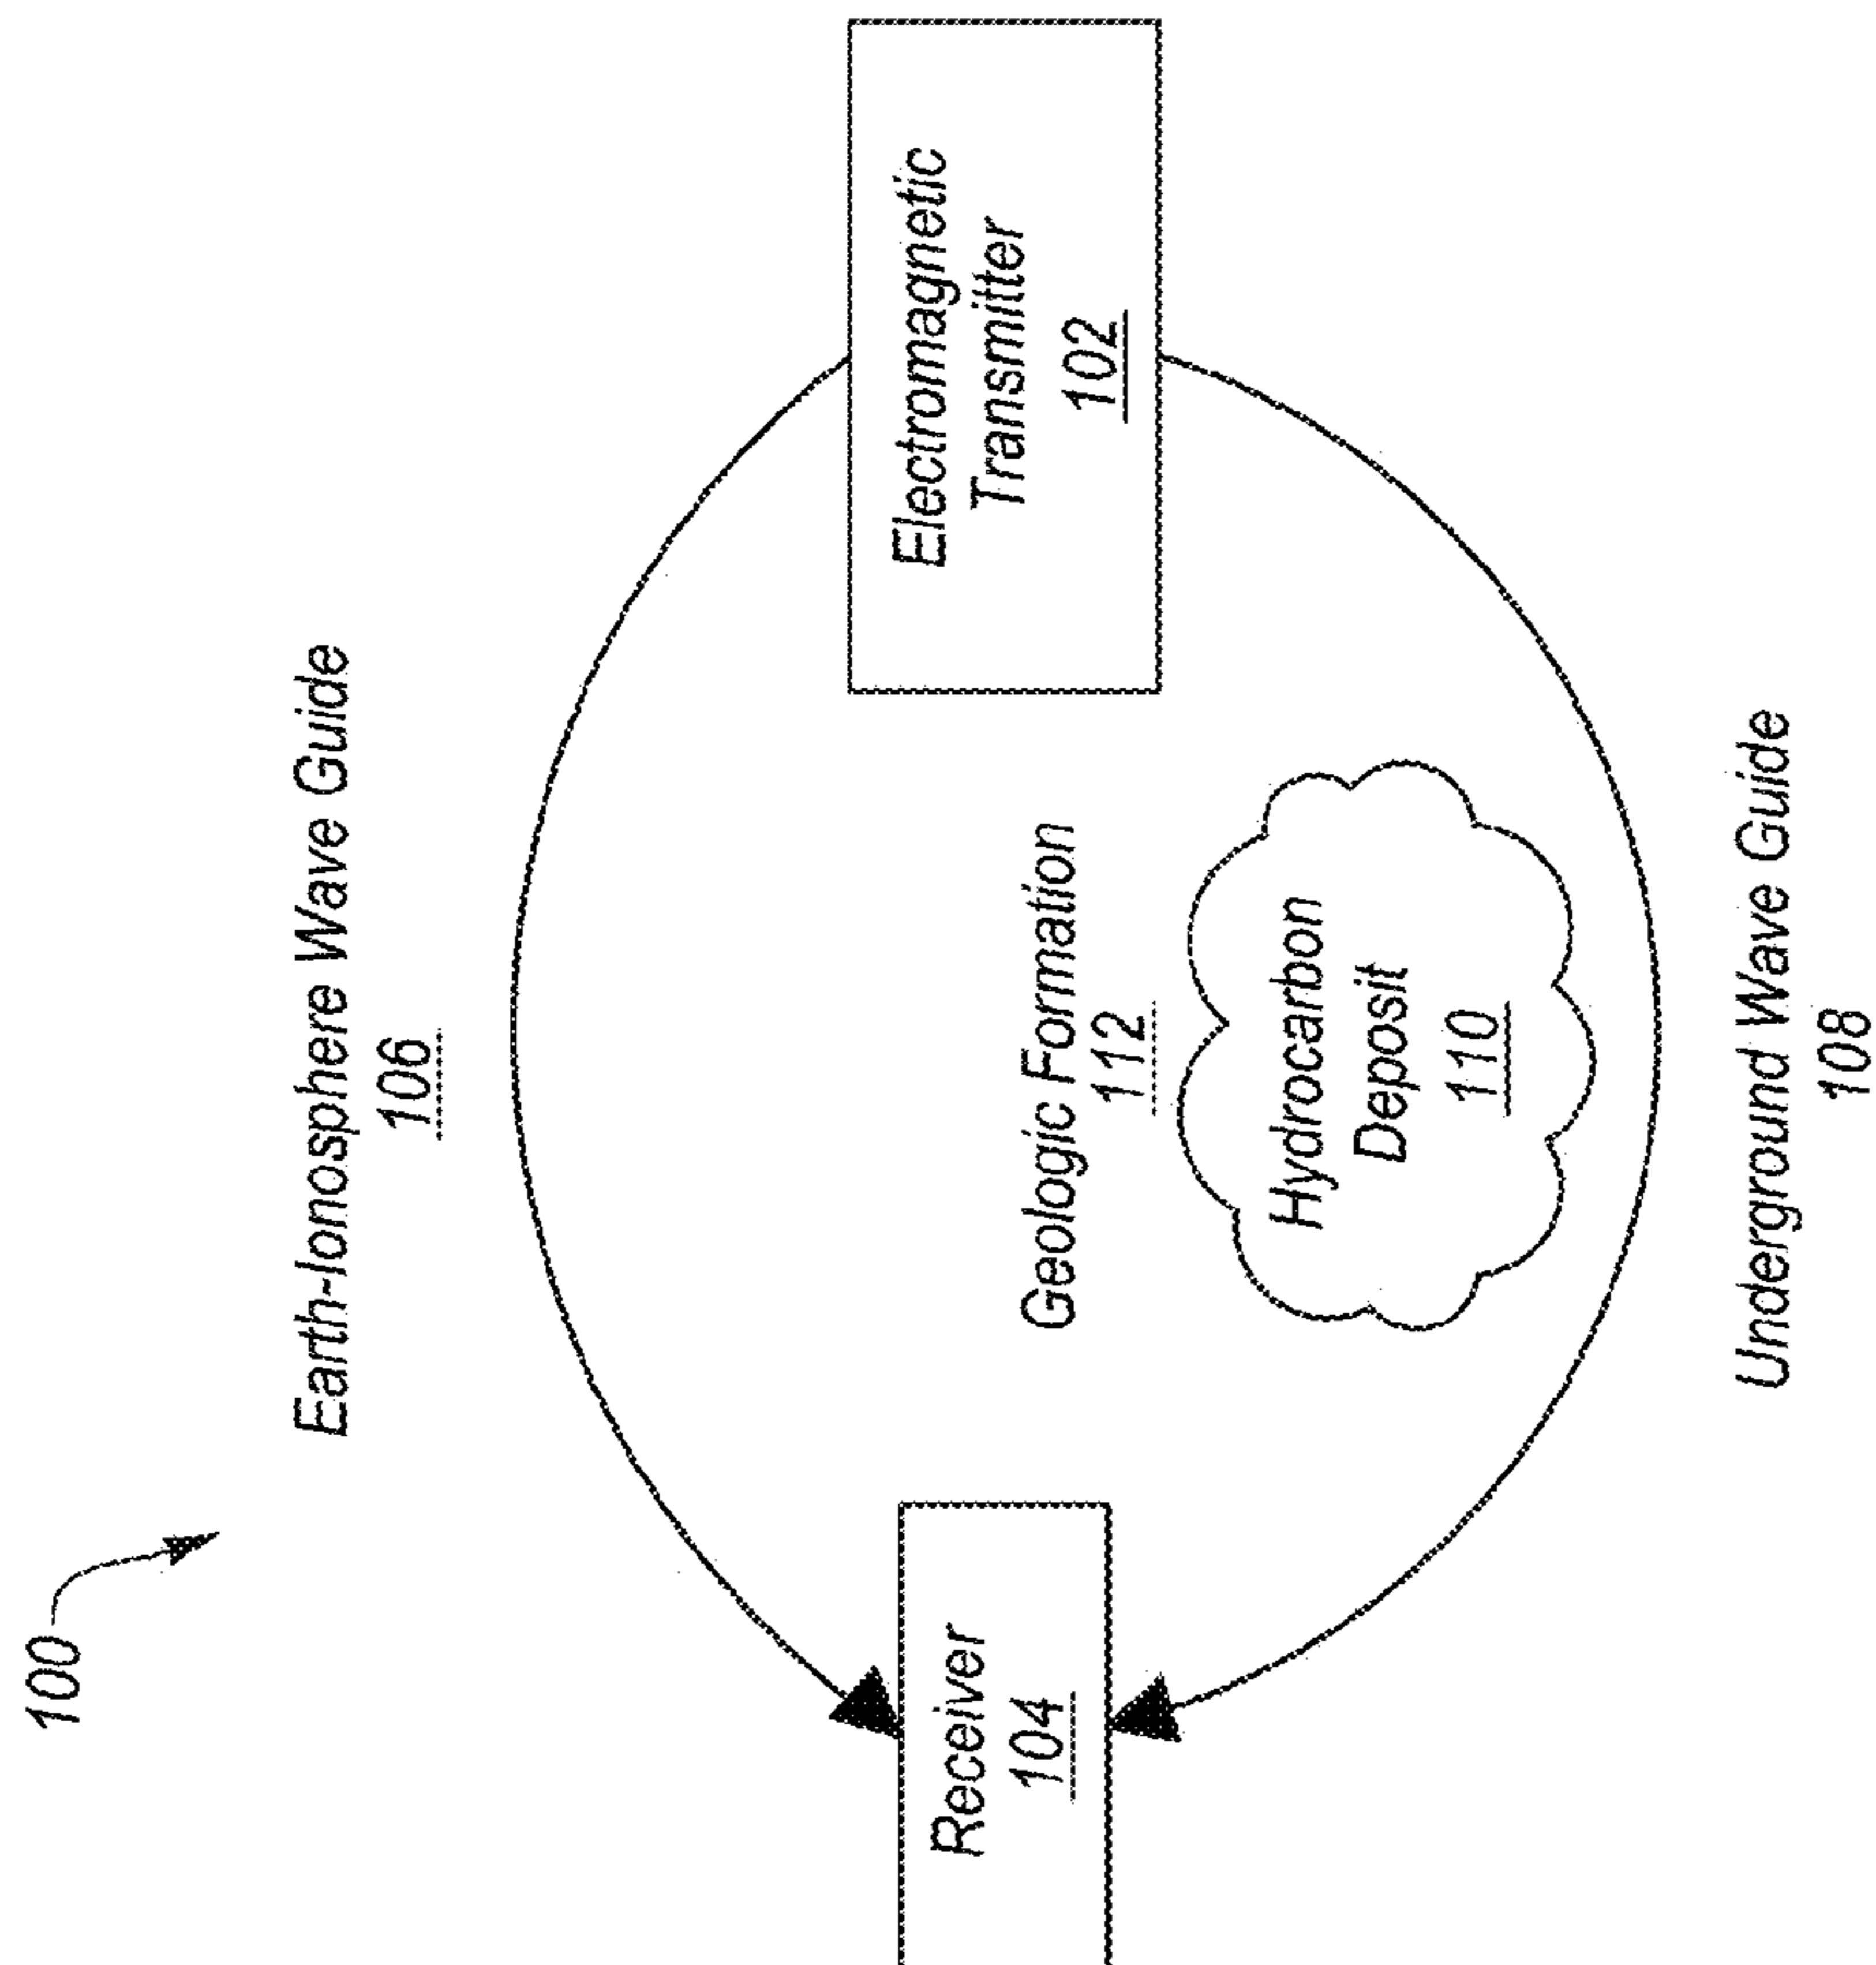 100
Earth-Ionosphere Wave Guide
106
Receiver
104
Electromagnetic
Transmitter
102
Geologic Formation
112
Hydrocarbon
Deposit
110
Underground Wave Guide
108